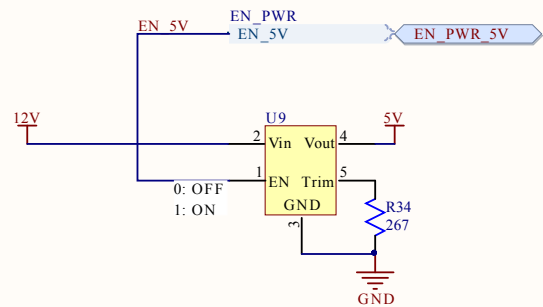 EN_PWR
EN_5V EN_5V EN_PWR_5V
12V U9 5V
2 Vin Vout 4
1 EN Trim 5
0: OFF
1: ON
GND
3
R34
267
GND